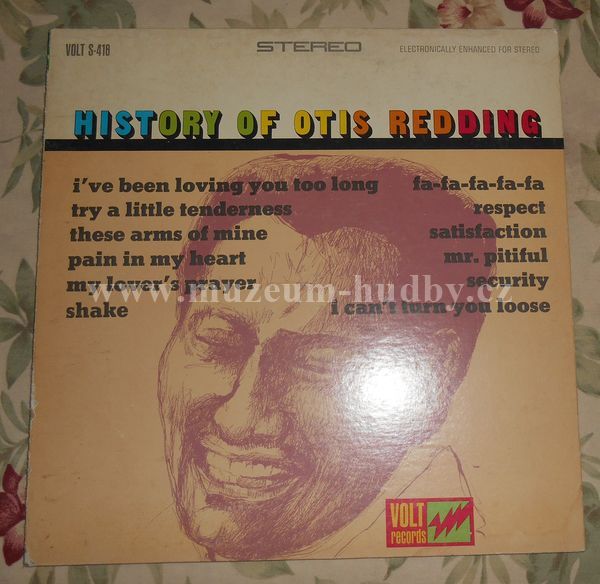 VOLT S-418
STEREO
ELECTRONICALLY ENHANCED FOR STEREO
HISTORY OF OTIS REDDING
i've been loving you too long
fa-fa-fa-fa-fa
try a little tenderness
respect
these arms of mine
satisfaction
pain in my heart
mr. pitiful
my lover's prayer
security
shake
i can't turn you loose
www.muzeum-hudby.cz
VOLT
records